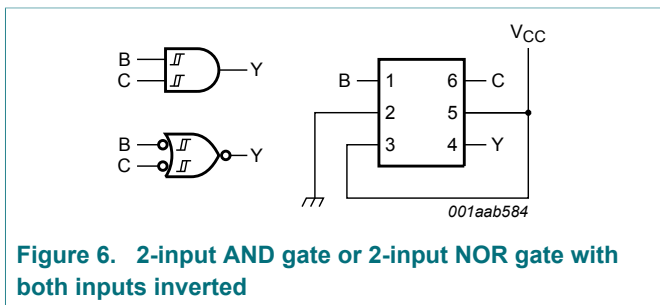 B
C
Y
B
C
Y
V_CC
B 1 6 C
2 5
3 4 Y
001aab584
Figure 6. 2-input AND gate or 2-input NOR gate with
both inputs inverted